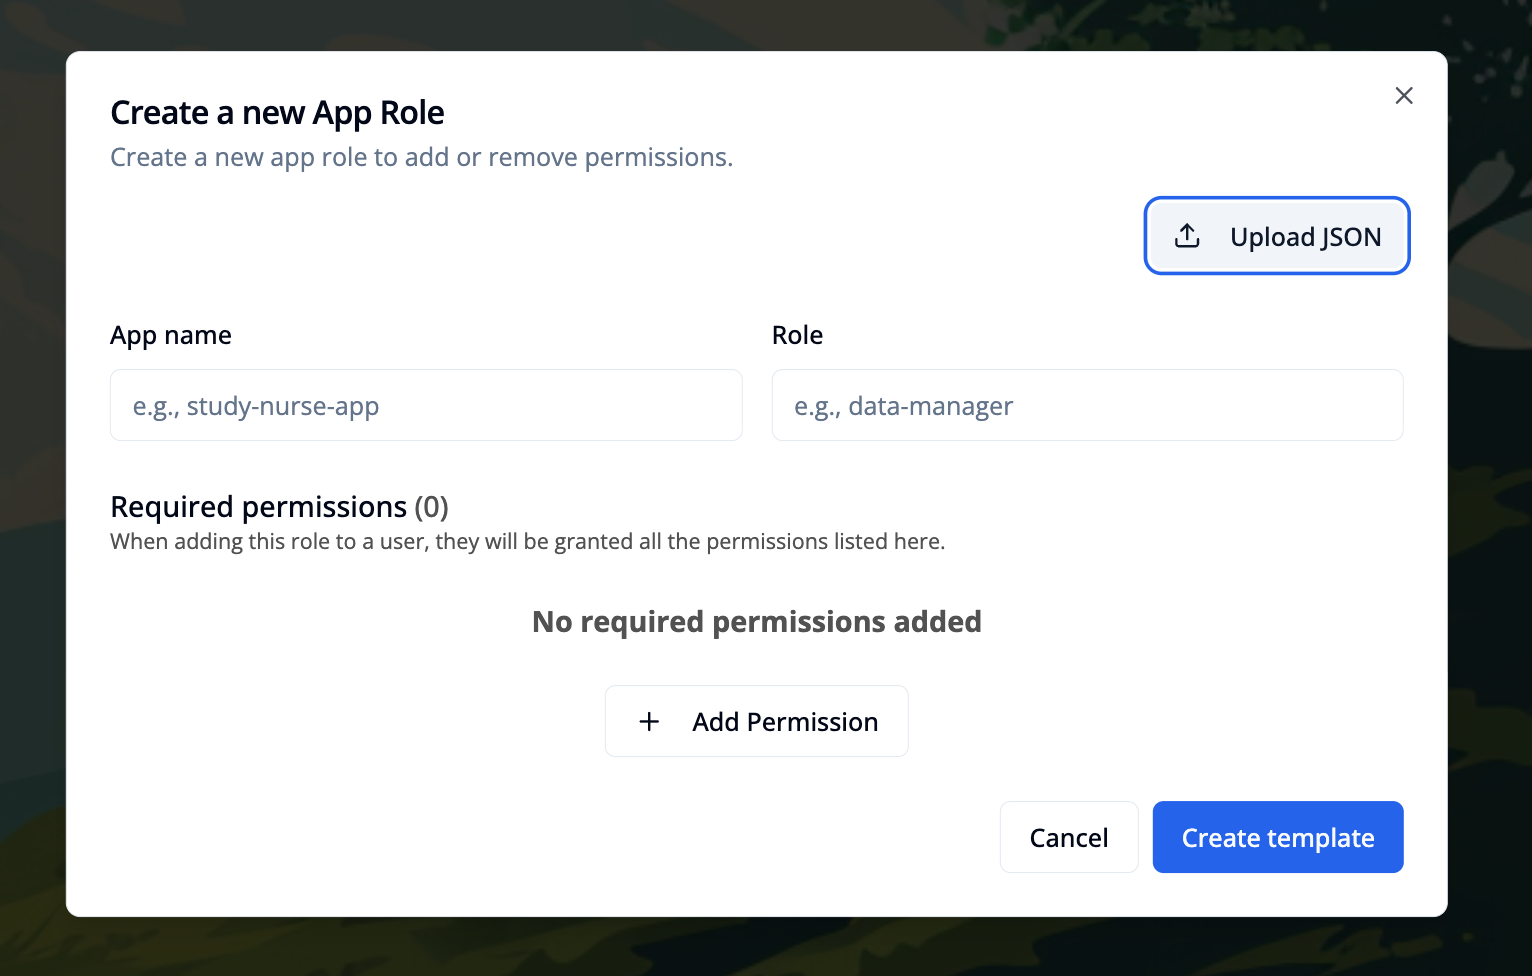 Create a new App Role
Create a new app role to add or remove permissions.
Upload JSON
App name
Role
e.g., study-nurse-app
e.g., data-manager
Required permissions (0)
When adding this role to a user, they will be granted all the permissions listed here.
No required permissions added
Add Permission
Cancel
Create template